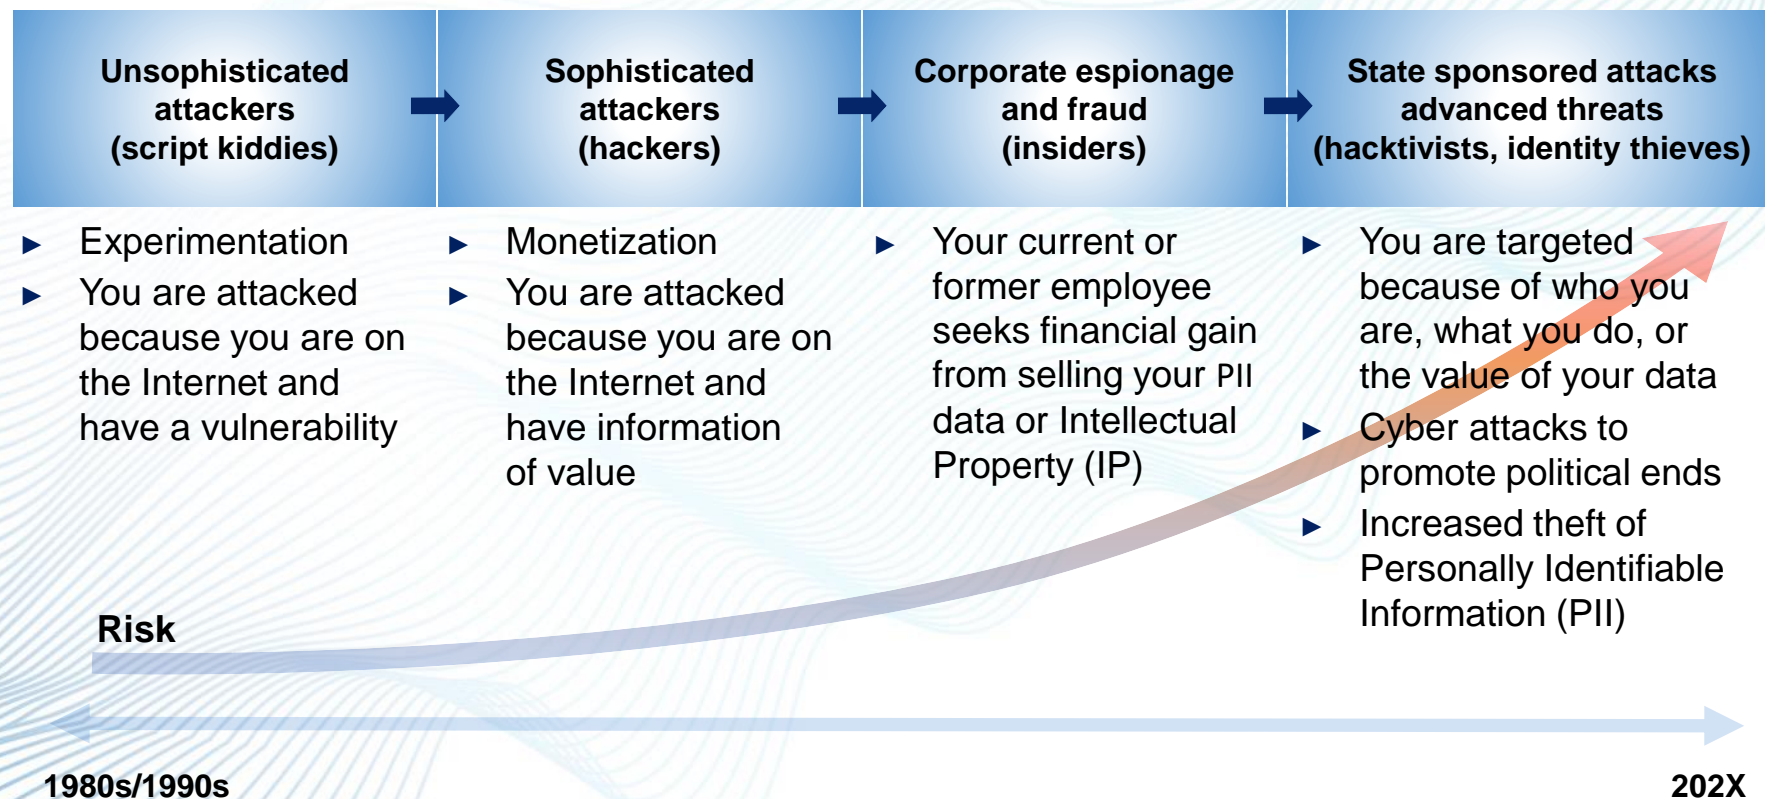 Unsophisticated
attackers
(script kiddies)
Sophisticated
attackers
(hackers)
Corporate espionage
and fraud
(insiders)
State sponsored attacks
advanced threats
(hacktivists, identity thieves)
► Experimentation
► You are attacked
because you are on
the Internet and
have a vulnerability
► Monetization
► You are attacked
because you are on
the Internet and
have information
of value
► Your current or
former employee
seeks financial gain
from selling your PII
data or Intellectual
Property (IP)
► You are targeted
because of who you
are, what you do, or
the value of your data
► Cyber attacks to
promote political ends
► Increased theft of
Personally Identifiable
Information (PII)
Risk
1980s/1990s
202X